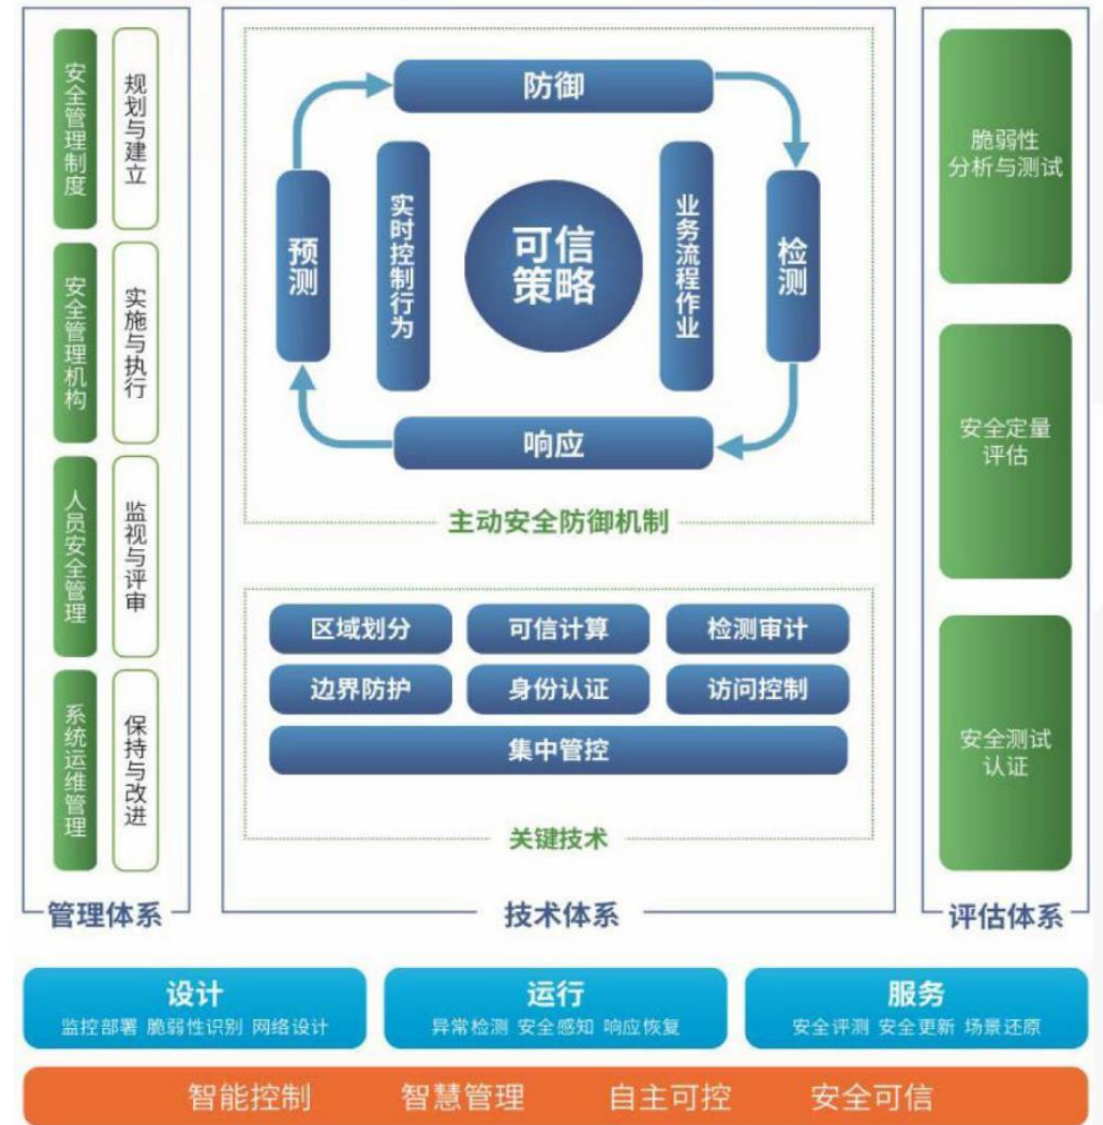 安全管理制度
规划与建立
安全管理机构
实施与执行
人员安全管理
监视与评审
系统运维管理
保持与改进
管理体系
防御
预测
实时控制行为
可信
策略
业务流程作业
检测
响应
主动安全防御机制
区域划分
可信计算
检测审计
边界防护
身份认证
访问控制
集中管控
关键技术
技术体系
脆弱性
分析与测试
安全定量
评估
安全测试
认证
评估体系
设计
监控部署 脆弱性识别 网络设计
运行
异常检测 安全感知 响应恢复
服务
安全评测 安全更新 场景还原
智能控制 智慧管理 自主可控 安全可信